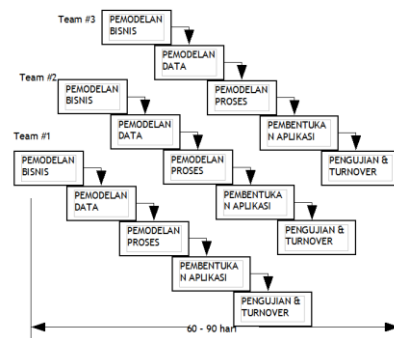 Team #3
PEMODELAN
BISNIS
PEMODELAN
DATA
PEMODELAN
PROSES
PEMBENTUKA
N APLIKASI
PENGUJIAN &
TURNOVER
Team #2
PEMODELAN
BISNIS
PEMODELAN
DATA
PEMODELAN
PROSES
PEMBENTUKA
N APLIKASI
PENGUJIAN &
TURNOVER
Team #1
PEMODELAN
BISNIS
PEMODELAN
DATA
PEMODELAN
PROSES
PEMBENTUKA
N APLIKASI
PENGUJIAN &
TURNOVER
60 - 90 hari